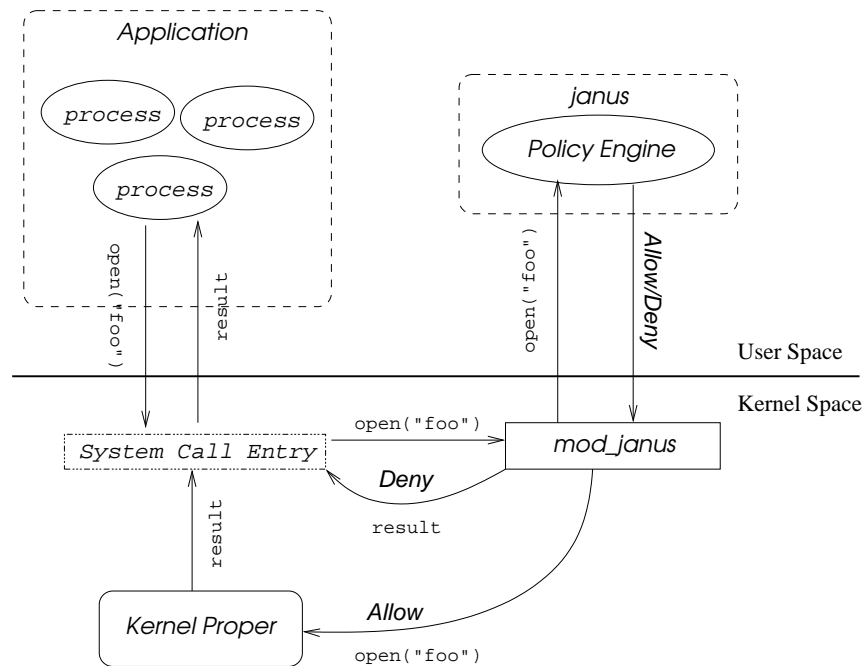 Application
process
process
process
janus
Policy Engine
open("foo")
result
open("foo")
Allow/Deny
User Space
Kernel Space
System Call Entry
open("foo")
mod_janus
Deny
result
result
Kernel Proper
Allow
open("foo")